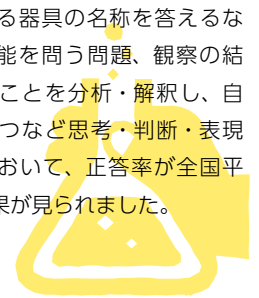 る器具の名称を答えるな
能を問う問題、観察の結
ことを分析・解釈し、自
つなど思考・判断・表現
おいて、正答率が全国平
果が見られました。